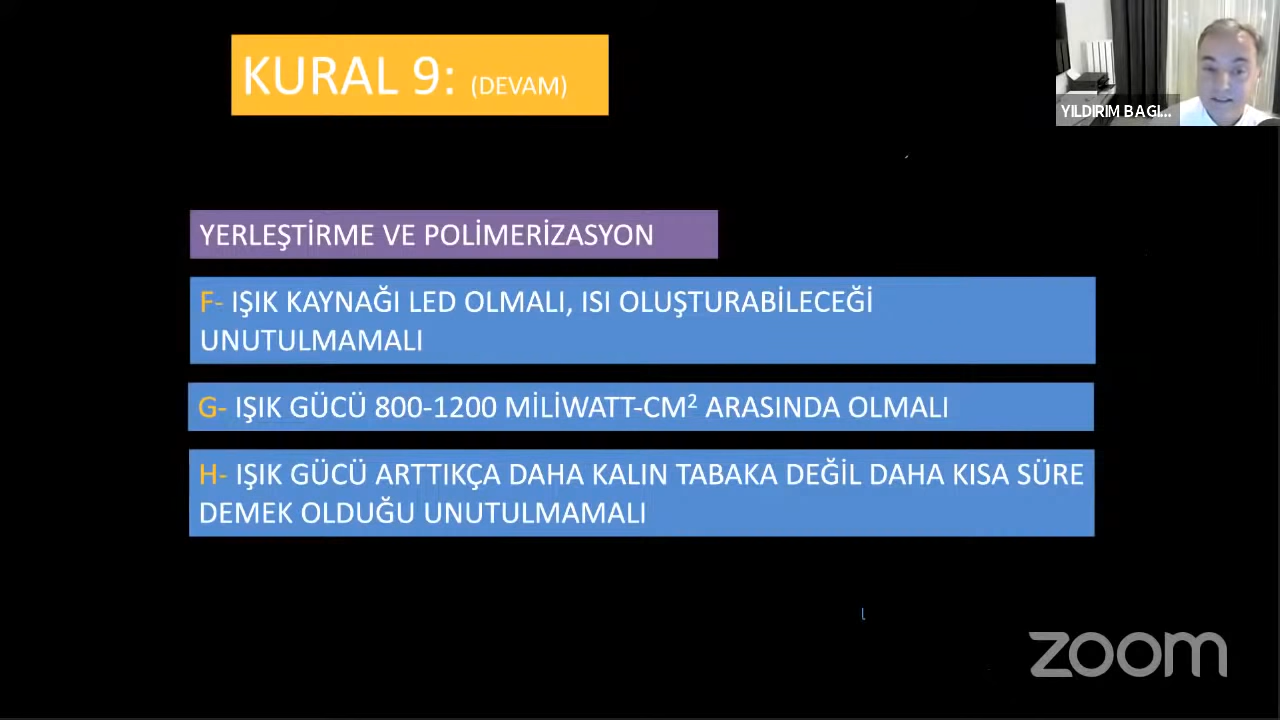 KURAL 9: (DEVAM)
YILDIRIM BAGI...
YERLEŞTİRME VE POLİMERİZASYON
F- IŞIK KAYNAĞI LED OLMALI, ISI OLUŞTURABİLECEĞİ
UNUTULMAMALI
G- IŞIK GÜCÜ 800-1200 MİLİWATT-CM² ARASINDA OLMALI
H- IŞIK GÜCÜ ARTTIKÇA DAHA KALIN TABAKA DEĞİL DAHA KISA SÜRE
DEMEK OLDUĞU UNUTULMAMALI
zoom